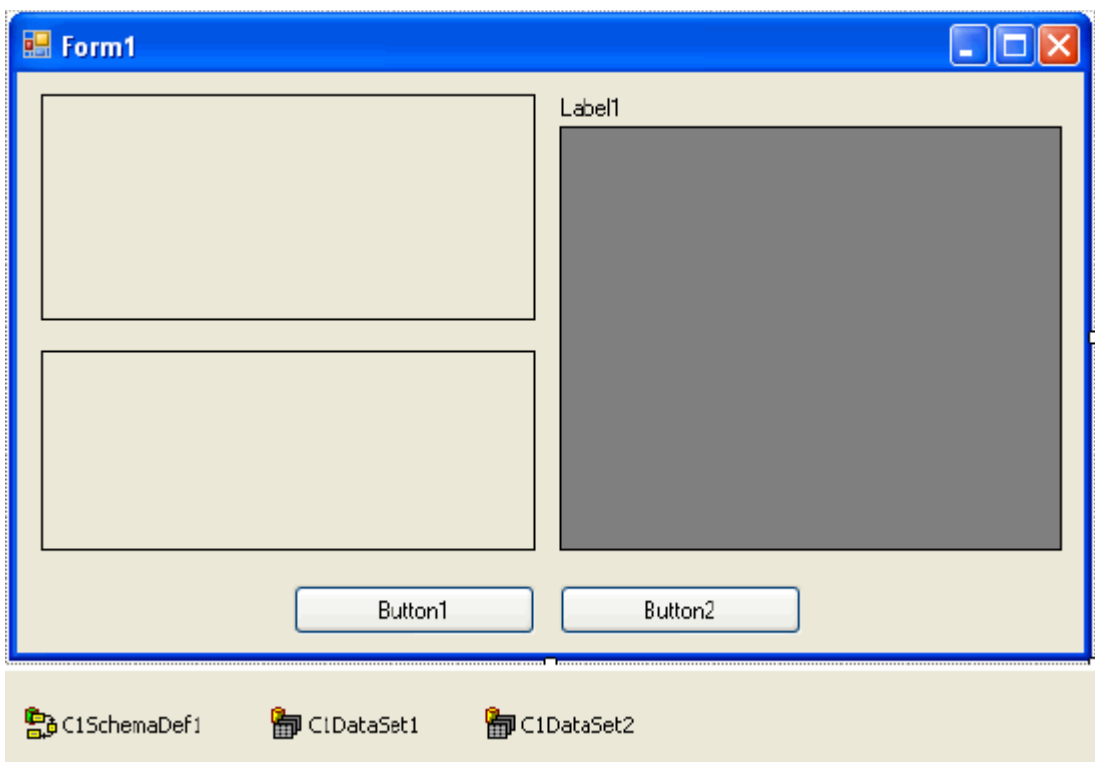 Form1
Label1
Button1
Button2
C1SchemaDef1
C1DataSet1
C1DataSet2